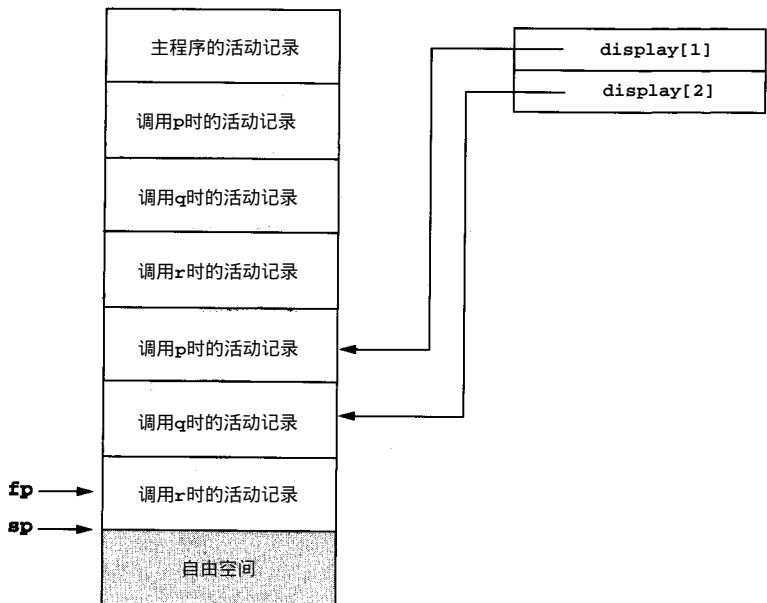 主程序的活动记录
display[1]
display[2]
调用p时的活动记录
调用q时的活动记录
调用r时的活动记录
调用p时的活动记录
调用q时的活动记录
fp
调用r时的活动记录
sp
自由空间